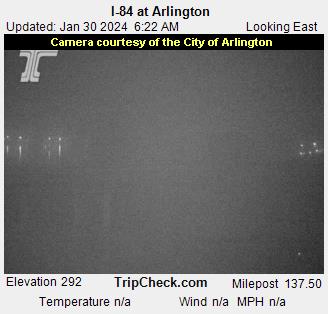 I-84 at Arlington
Updated: Jan 30 2024 6:22 AM Looking East
Camera courtesy of the City of Arlington
Elevation 292 TripCheck.com Milepost 137.50
Temperature n/a Wind n/a MPH n/a